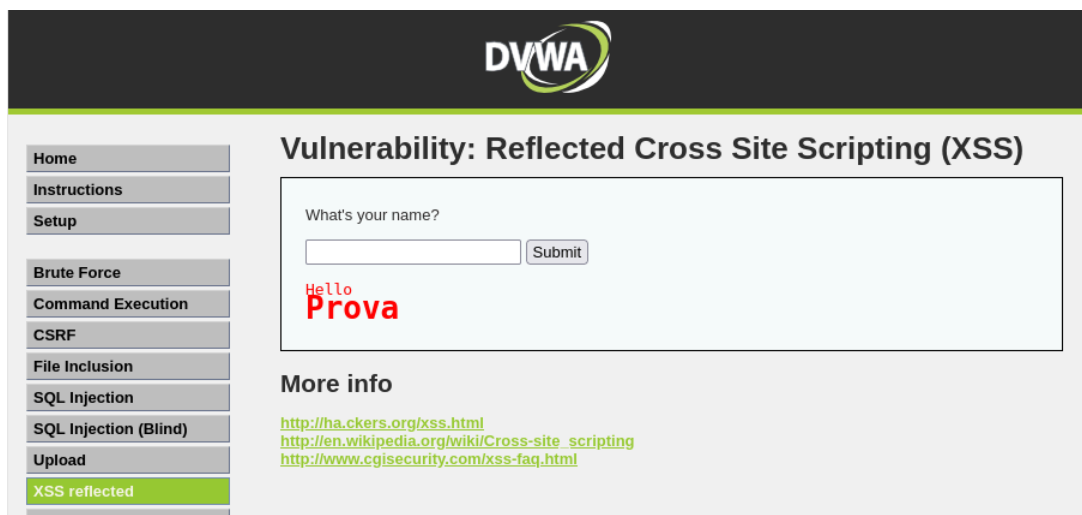 DVWA
Vulnerability: Reflected Cross Site Scripting (XSS)
Home
Instructions
Setup
Brute Force
Command Execution
CSRF
File Inclusion
SQL Injection
SQL Injection (Blind)
Upload
XSS reflected
What's your name?
Submit
Hello
Prova
More info
http://ha.ckers.org/xss.html
http://en.wikipedia.org/wiki/Cross-site_scripting
http://www.cgisecurity.com/xss-faq.html